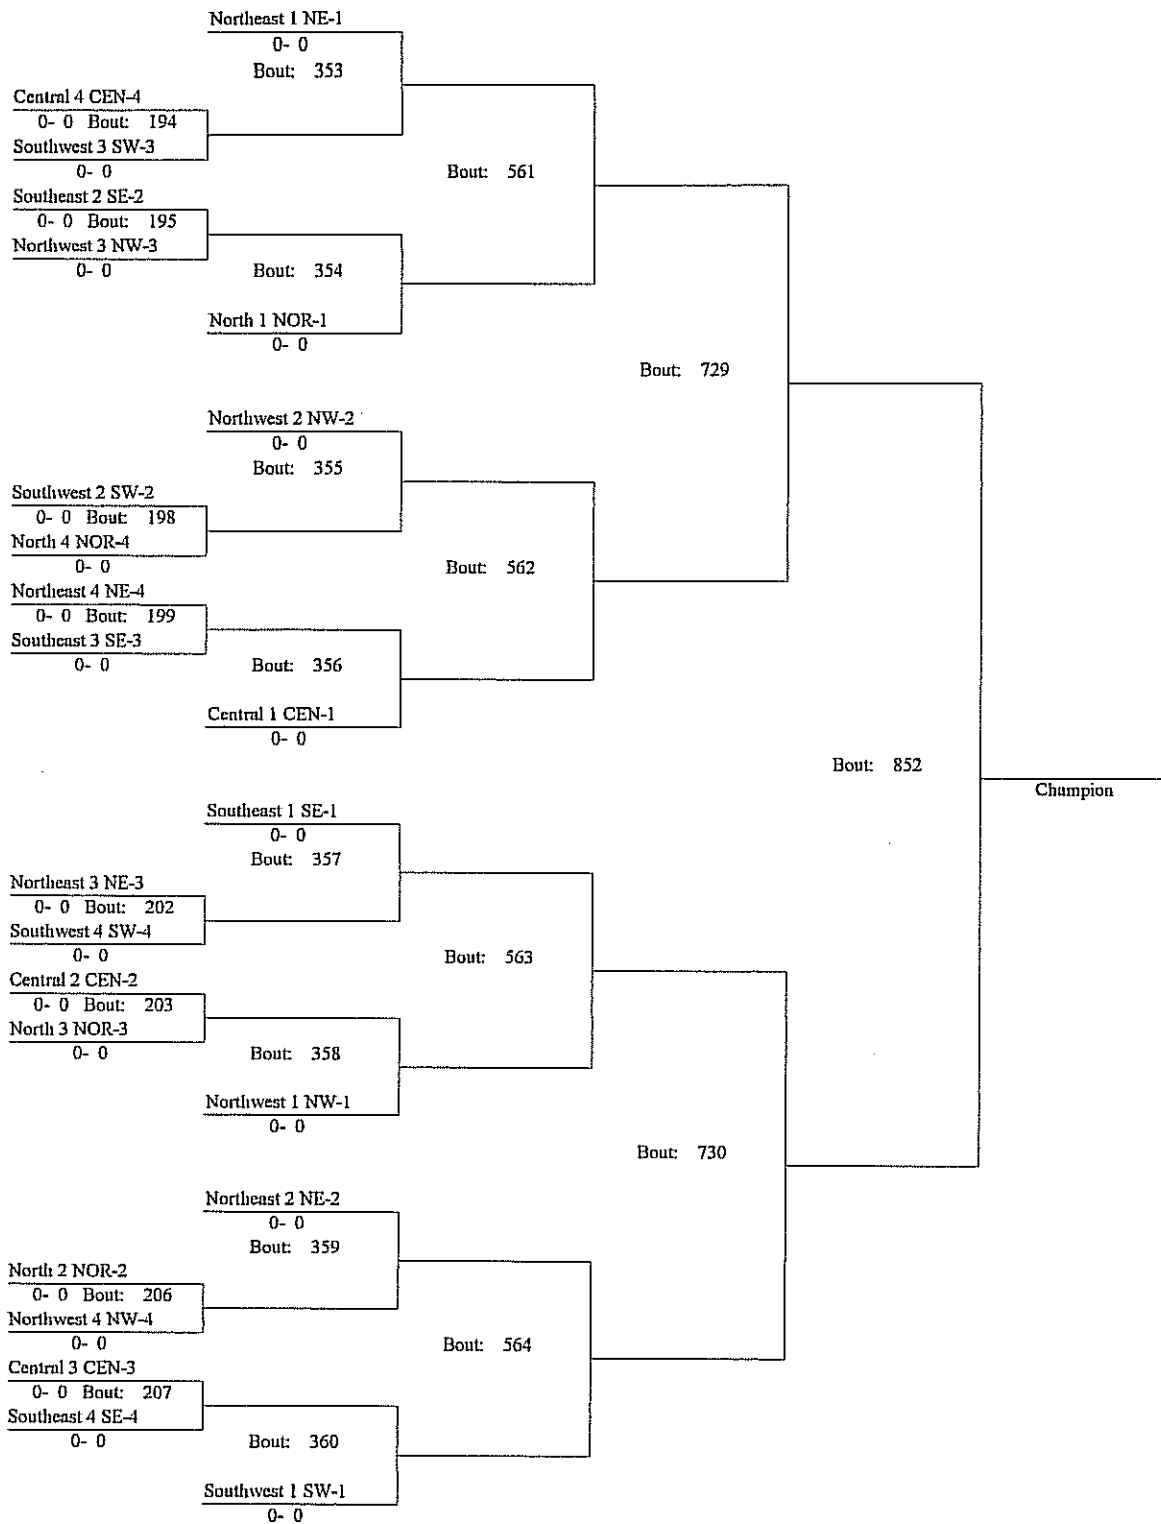 Northeast 1 NE-1
0- 0
Bout: 353
Central 4 CEN-4
0- 0 Bout: 194
Southwest 3 SW-3
0- 0
Bout: 561
Southeast 2 SE-2
0- 0 Bout: 195
Northwest 3 NW-3
0- 0
Bout: 354
North 1 NOR-1
0- 0
Bout: 729
Northwest 2 NW-2
0- 0
Bout: 355
Southwest 2 SW-2
0- 0 Bout: 198
North 4 NOR-4
0- 0
Bout: 562
Northeast 4 NE-4
0- 0 Bout: 199
Southeast 3 SE-3
0- 0
Bout: 356
Central 1 CEN-1
0- 0
Bout: 852
Champion
Southeast 1 SE-1
0- 0
Bout: 357
Northeast 3 NE-3
0- 0 Bout: 202
Southwest 4 SW-4
0- 0
Bout: 563
Central 2 CEN-2
0- 0 Bout: 203
North 3 NOR-3
0- 0
Bout: 358
Northwest 1 NW-1
0- 0
Bout: 730
Northeast 2 NE-2
0- 0
Bout: 359
North 2 NOR-2
0- 0 Bout: 206
Northwest 4 NW-4
0- 0
Bout: 564
Central 3 CEN-3
0- 0 Bout: 207
Southeast 4 SE-4
0- 0
Bout: 360
Southwest 1 SW-1
0- 0